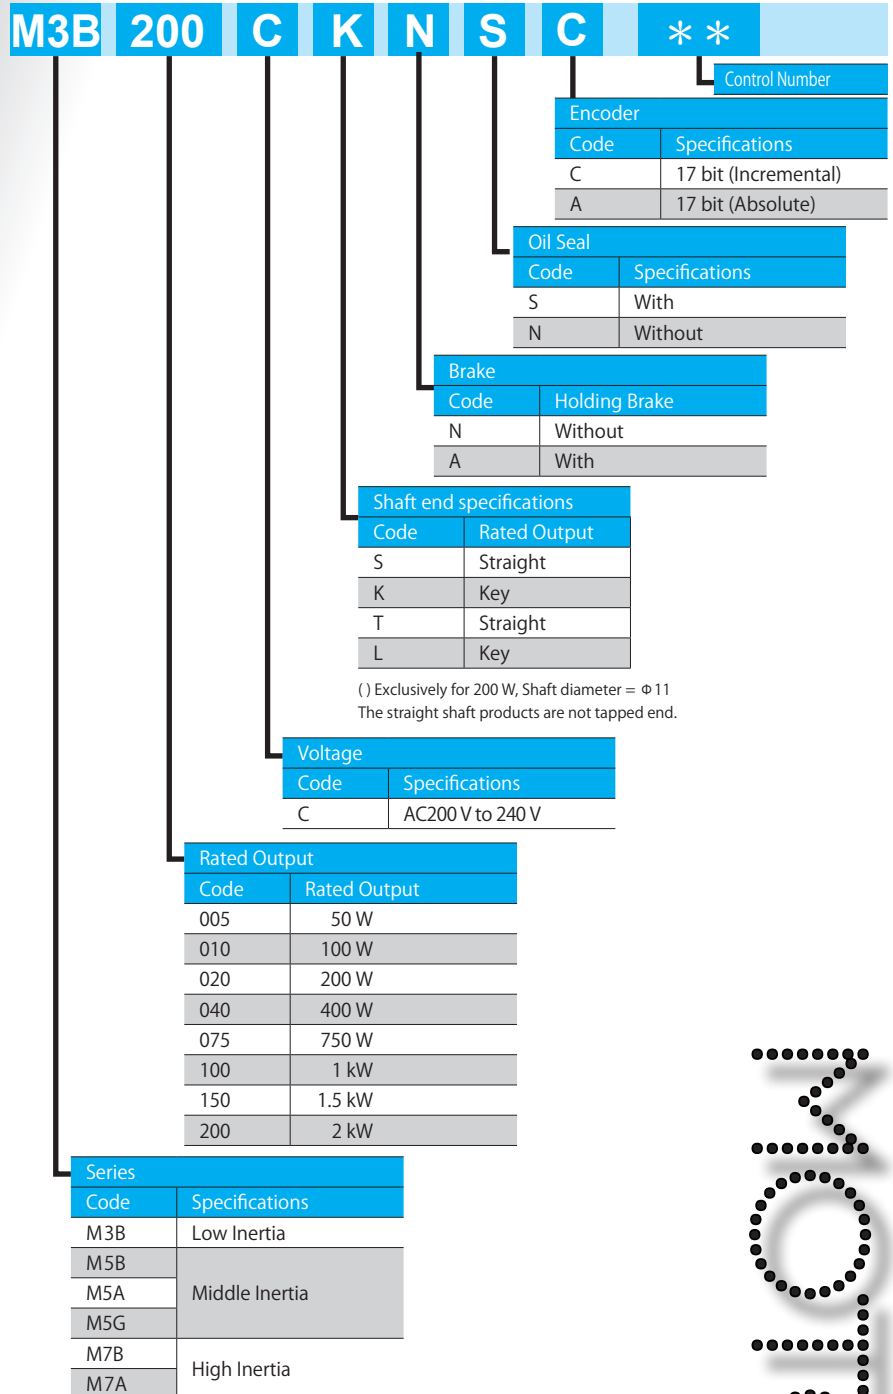 M3B 200 C K N S C ＊＊
Control Number
Encoder
Code Specifications
C 17 bit (Incremental)
A 17 bit (Absolute)
Oil Seal
Code Specifications
S With
N Without
Brake
Code Holding Brake
N Without
A With
Shaft end specifications
Code Rated Output
S Straight
K Key
T Straight
L Key
( ) Exclusively for 200 W, Shaft diameter = Φ11
The straight shaft products are not tapped end.
Voltage
Code Specifications
C AC200 V to 240 V
Rated Output
Code Rated Output
005 50 W
010 100 W
020 200 W
040 400 W
075 750 W
100 1 kW
150 1.5 kW
200 2 kW
Series
Code Specifications
M3B Low Inertia
M5B
M5A Middle Inertia
M5G
M7B
High Inertia
M7A